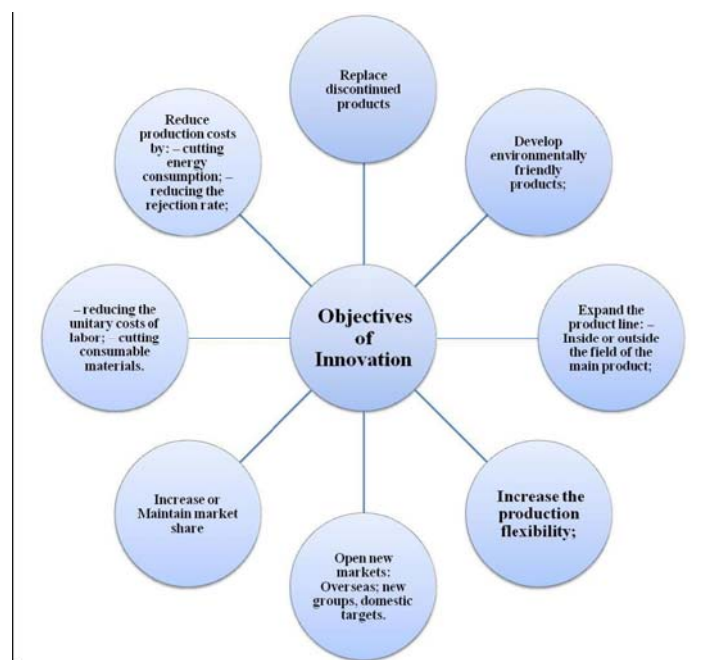 Replace
discontinued
products
Develop
environmentally
friendly
products;
Expand the
product line: –
Inside or outside
the field of the
main product;
Increase the
production
flexibility;
Open new
markets:
Overseas; new
groups, domestic
targets.
Increase or
Maintain market
share
– reducing the
unitary costs of
labor; – cutting
consumable
materials.
Reduce
production costs
by: – cutting
energy
consumption; –
reducing the
rejection rate;
Objectives
of
Innovation